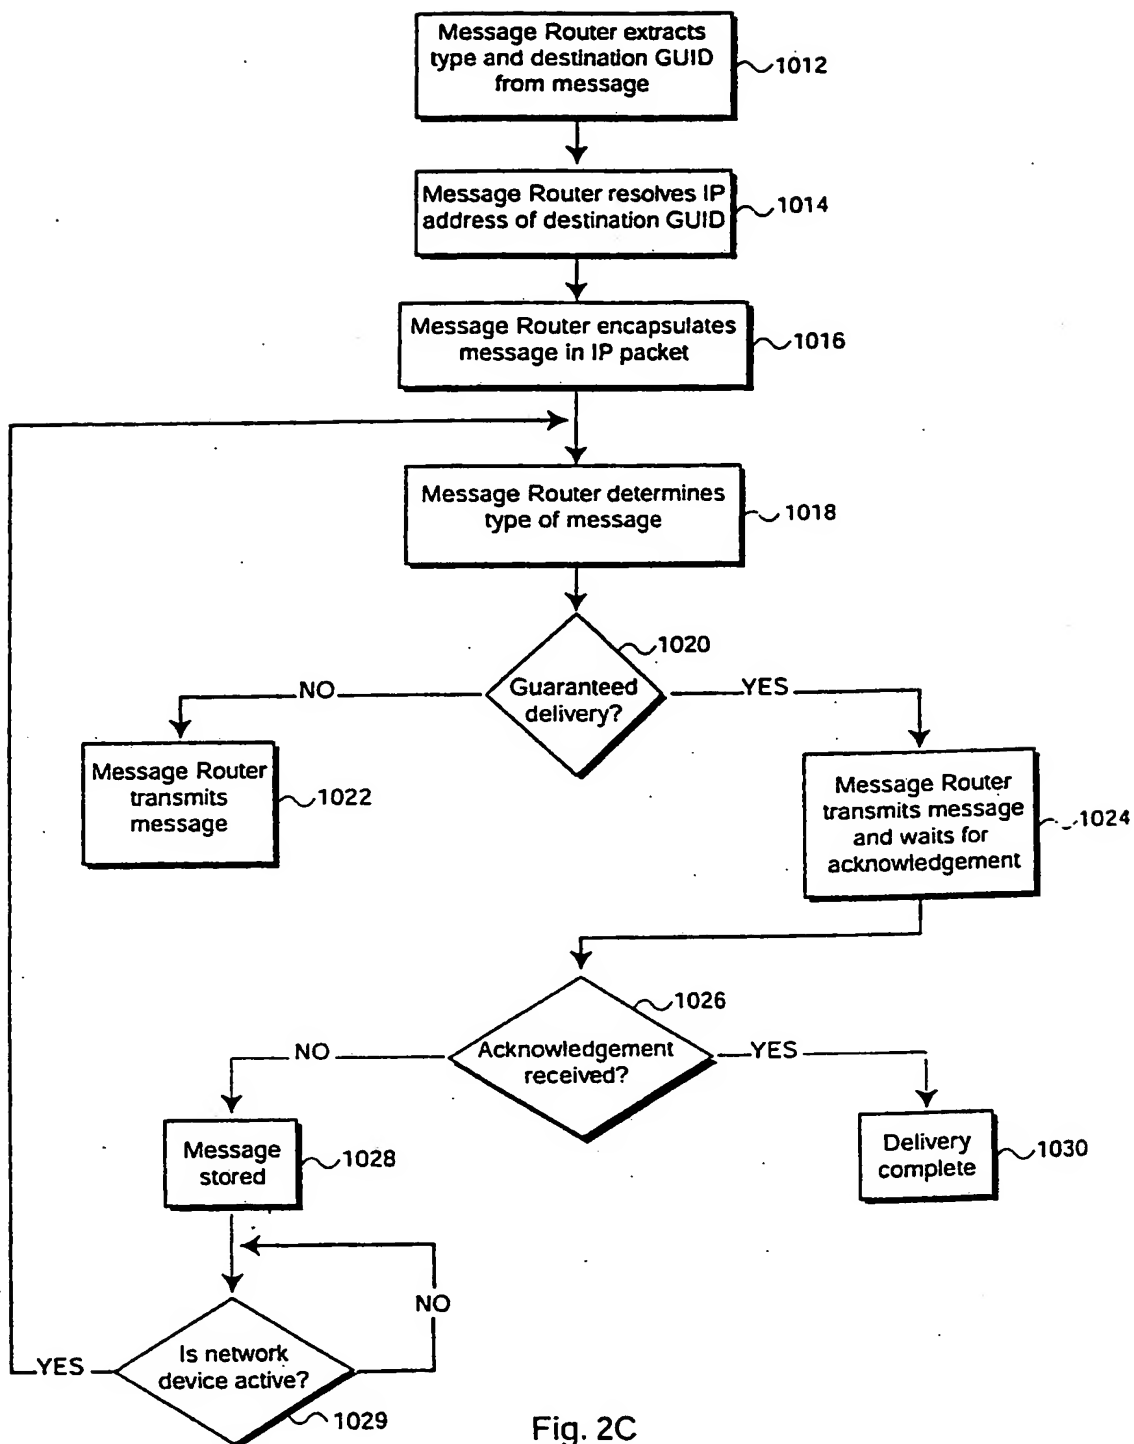 Message Router extracts
type and destination GUID
from message
1012
Message Router resolves IP
address of destination GUID
1014
Message Router encapsulates
message in IP packet
1016
Message Router determines
type of message
1018
1020
Guaranteed
delivery?
NO
YES
Message Router
transmits
message
1022
Message Router
transmits message
and waits for
acknowledgement
1024
1026
Acknowledgement
received?
NO
YES
Message
stored
1028
Delivery
complete
1030
NO
Is network
device active?
YES
1029
Fig. 2C